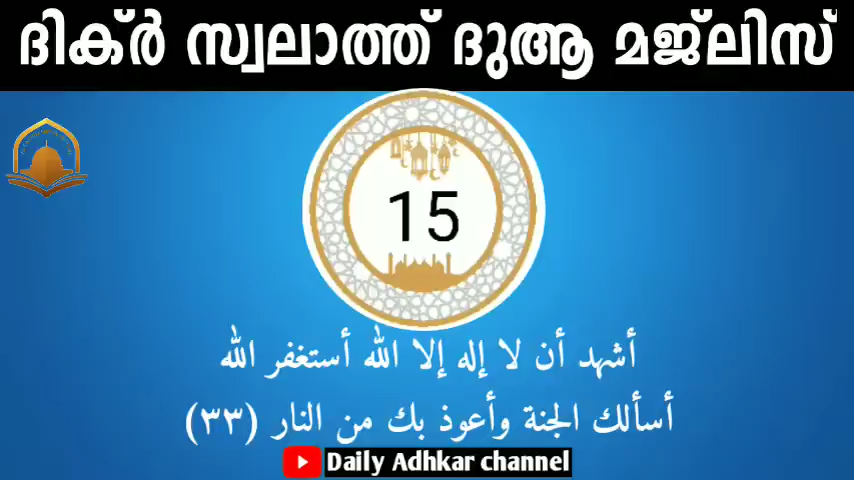 ദിക്ർ സ്വലാത്ത് ദുആ മജ്ലിസ്
15
أشهد أن لا إله إلا الله أستغفر الله
أسألك الجنة وأعوذ بك من النار (٣٣)
Daily Adhkar channel